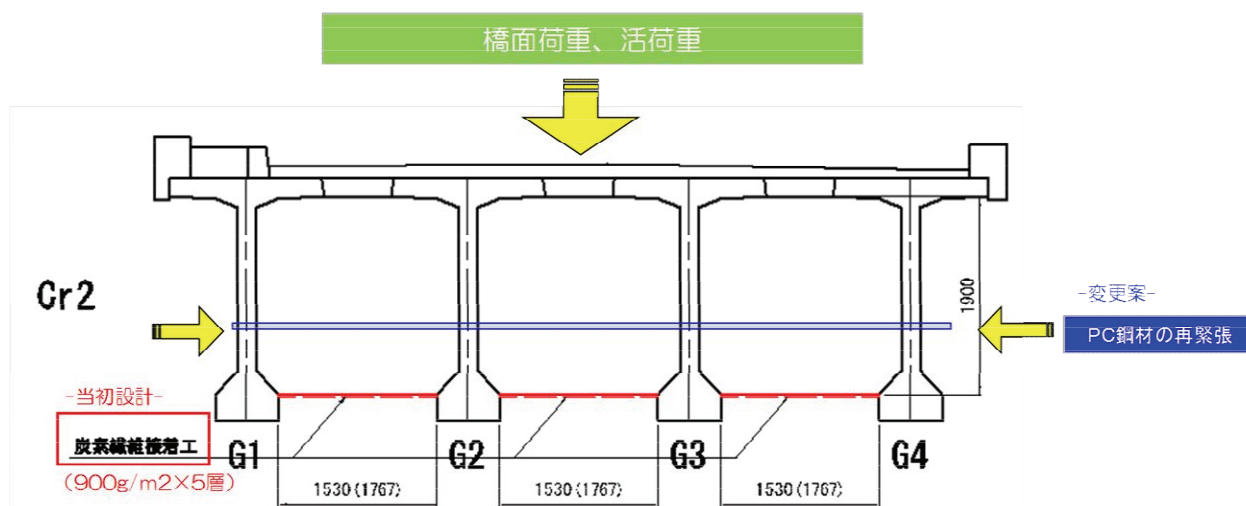 橋面荷重、活荷重
Cr2
1900
-変更案-
PC鋼材の再緊張
-当初設計-
炭素繊維接着工
(900g/m2×5層)
G1
G2
G3
G4
1530(1767)
1530(1767)
1530(1767)